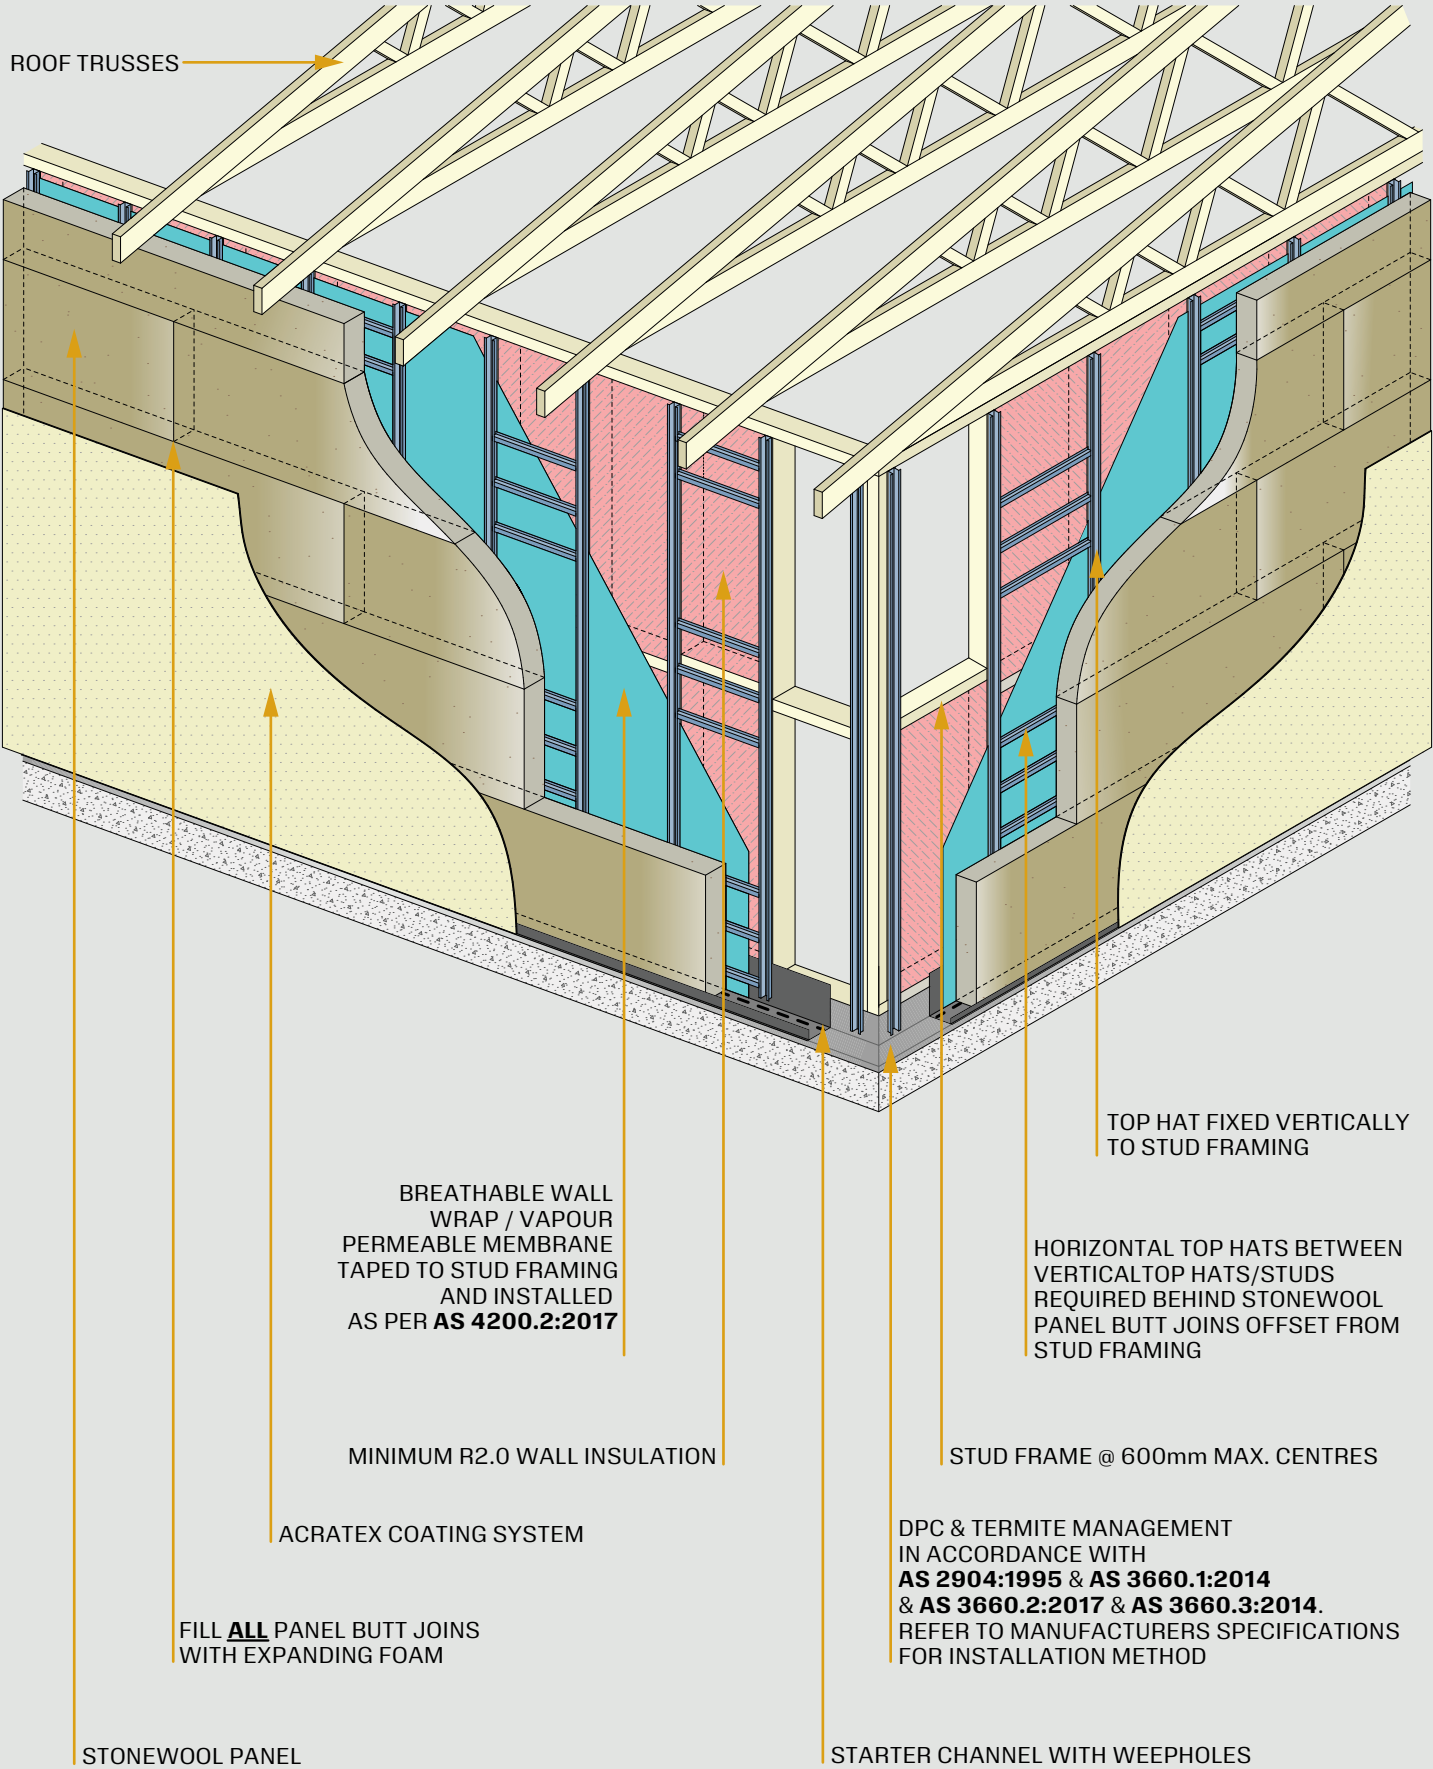 ROOF TRUSSES
TOP HAT FIXED VERTICALLY
TO STUD FRAMING
BREATHABLE WALL
WRAP / VAPOUR
PERMEABLE MEMBRANE
TAPED TO STUD FRAMING
AND INSTALLED
AS PER AS 4200.2:2017
HORIZONTAL TOP HATS BETWEEN
VERTICALTOP HATS/STUDS
REQUIRED BEHIND STONEWOOL
PANEL BUTT JOINS OFFSET FROM
STUD FRAMING
MINIMUM R2.0 WALL INSULATION
STUD FRAME @ 600mm MAX. CENTRES
ACRATEX COATING SYSTEM
DPC & TERMITE MANAGEMENT
IN ACCORDANCE WITH
AS 2904:1995 & AS 3660.1:2014
& AS 3660.2:2017 & AS 3660.3:2014.
REFER TO MANUFACTURERS SPECIFICATIONS
FOR INSTALLATION METHOD
FILL ALL PANEL BUTT JOINS
WITH EXPANDING FOAM
STONEWOOL PANEL
STARTER CHANNEL WITH WEEPHOLES